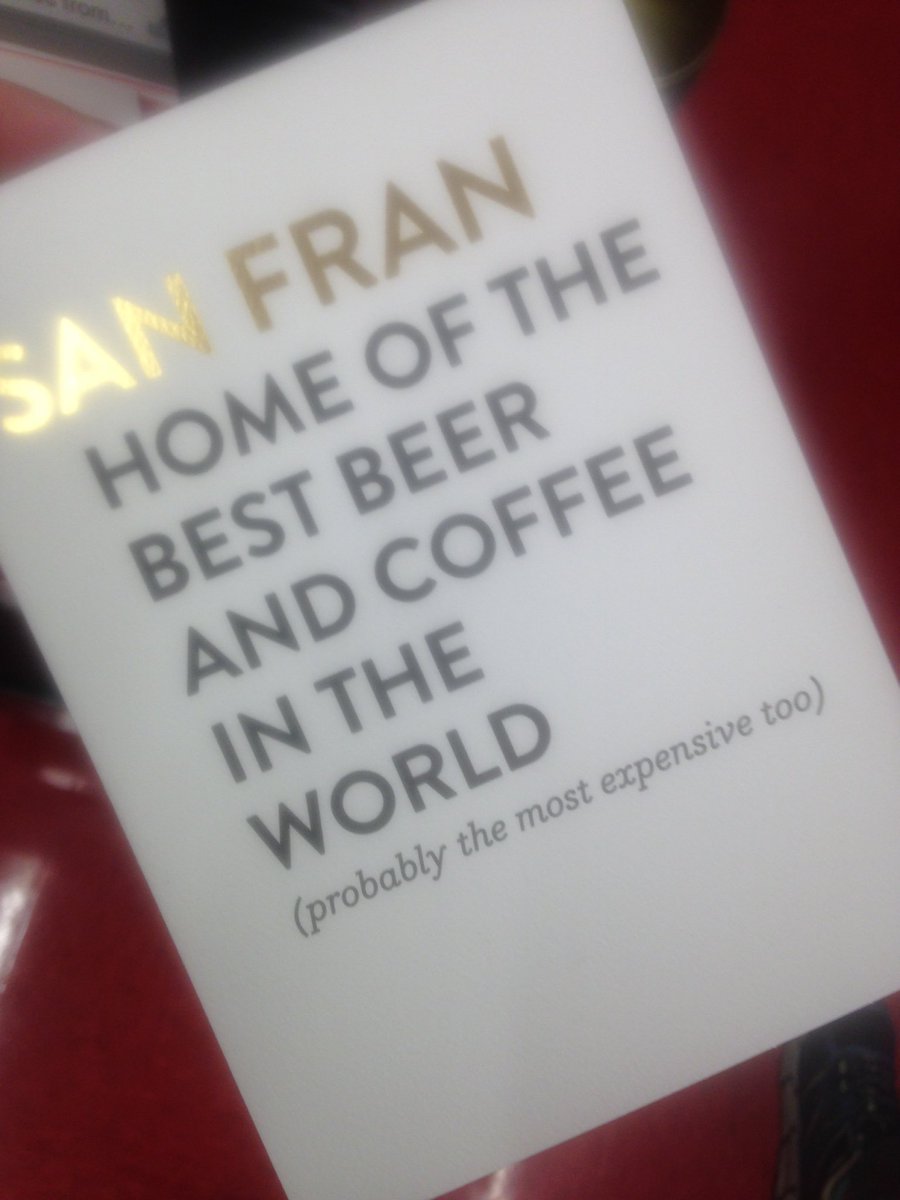 SAN FRAN
HOME OF THE
BEST BEER
AND COFFEE
IN THE
WORLD
(probably the most expensive too)